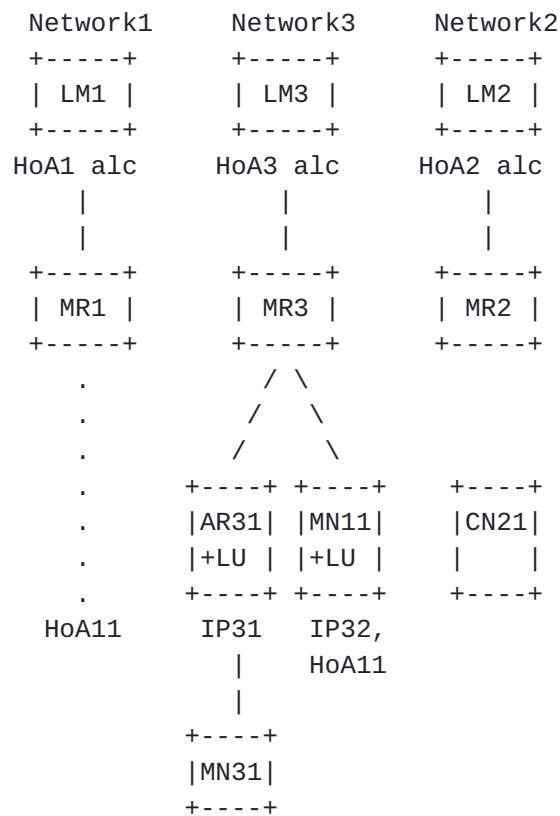 Network1 Network3 Network2
+-----+ +-----+ +-----+
| LM1 | | LM3 | | LM2 |
+-----+ +-----+ +-----+
HoA1 alc HoA3 alc HoA2 alc
| | |
| | |
+-----+ +-----+ +-----+
| MR1 | | MR3 | | MR2 |
+-----+ +-----+ +-----+
. / \
. / \
. / \
. +----+ +----+ +----+
. |AR31| |MN11| |CN21|
. |+LU | |+LU | | |
. +----+ +----+ +----+
HoA11 IP31 IP32,
| HoA11
|
+----+
|MN31|
+----+